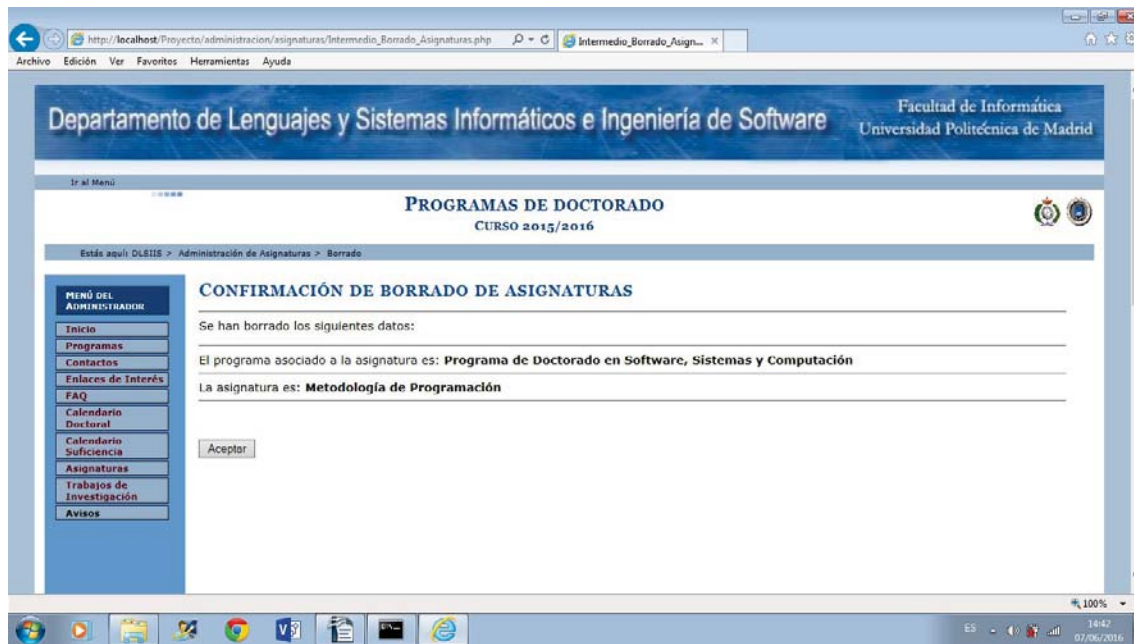 http://localhost/Proyecto/administracion/asignaturas/Intermedio_Borrado_Asignaturas.php
Intermedio_Borrado_Asign...
Archivo Edición Ver Favoritos Herramientas Ayuda
Departamento de Lenguajes y Sistemas Informáticos e Ingeniería de Software
Facultad de Informática
Universidad Politécnica de Madrid
Ir al Menú
PROGRAMAS DE DOCTORADO
CURSO 2015/2016
Estás aquí: DLSIIS > Administración de Asignaturas > Borrado
MENÚ DEL
ADMINISTRADOR
Inicio
Programas
Contactos
Enlaces de Interés
FAQ
Calendario
Doctoral
Calendario
Suficiencia
Asignaturas
Trabajos de
Investigación
Avisos
CONFIRMACIÓN DE BORRADO DE ASIGNATURAS
Se han borrado los siguientes datos:
El programa asociado a la asignatura es: Programa de Doctorado en Software, Sistemas y Computación
La asignatura es: Metodología de Programación
Aceptar
100%
ES
14:42
07/06/2016